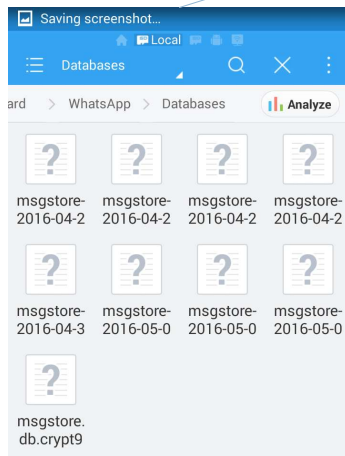 Saving screenshot...
Local
Databases
ard > WhatsApp > Databases Analyze
msgstore- msgstore- msgstore- msgstore-
2016-04-2 2016-04-2 2016-04-2 2016-04-2
msgstore- msgstore- msgstore- msgstore-
2016-04-3 2016-05-0 2016-05-0 2016-05-0
msgstore.
db.crypt9